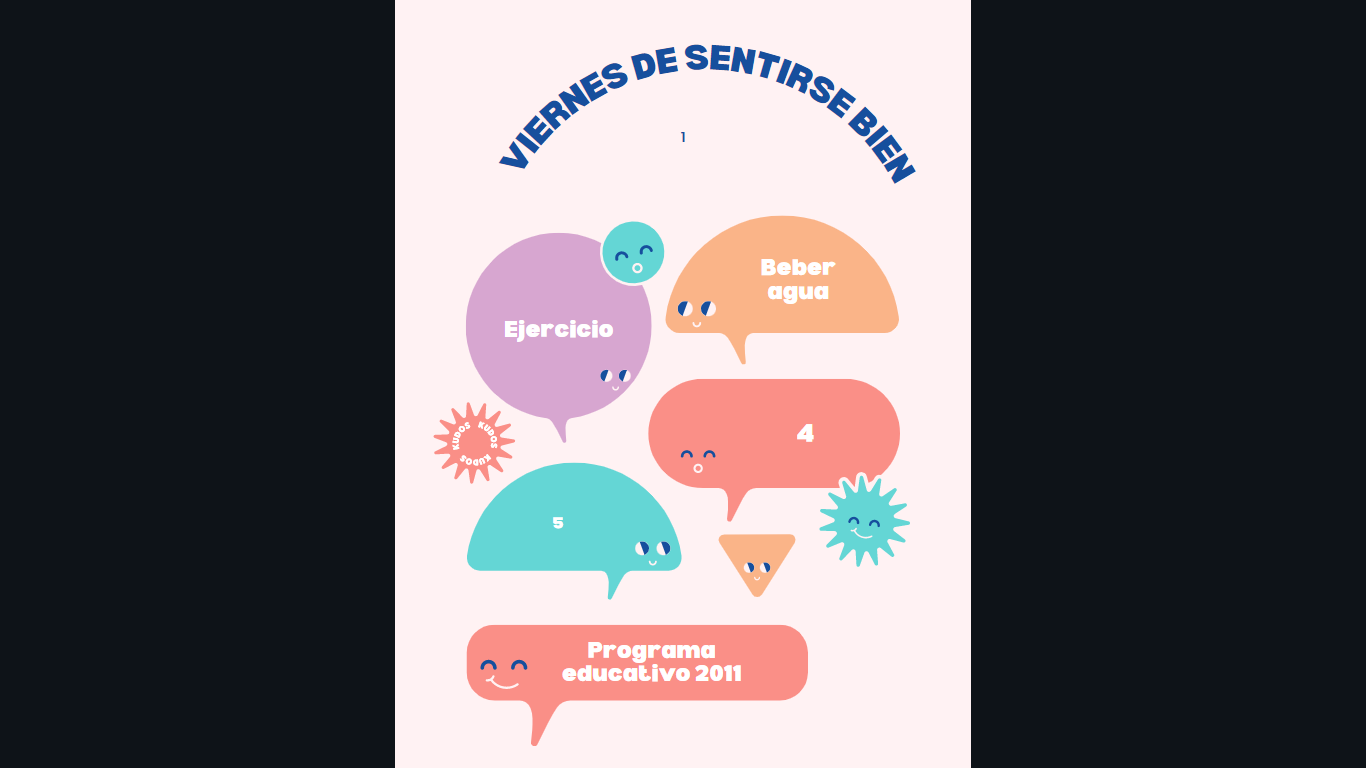 VIERNES DE SENTIRSE BIEN
1
Ejercicio
Beber
agua
4
KUDOS KUDOS KUDOS
5
Programa
educativo 2011